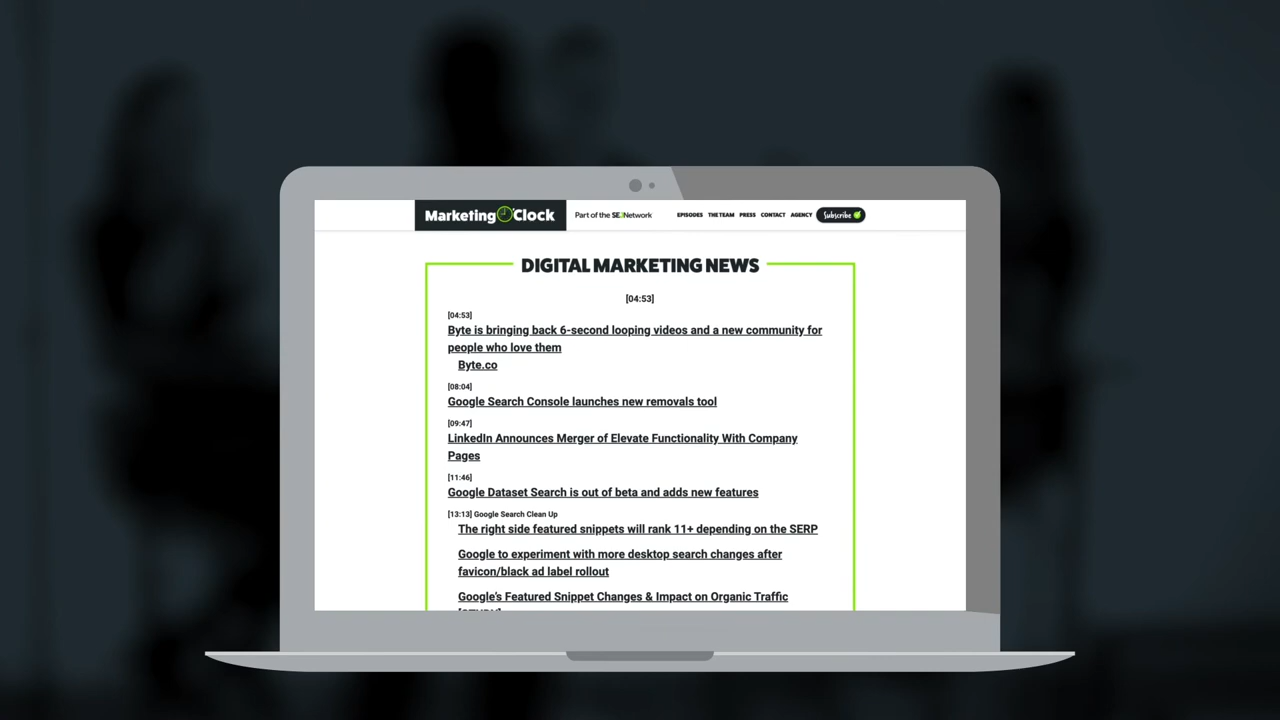 Marketing O'Clock
Part of the SEJ Network
EPISODES THE TEAM PRESS CONTACT AGENCY Subscribe
DIGITAL MARKETING NEWS
[04:53]
[04:53]
Byte is bringing back 6-second looping videos and a new community for
people who love them
Byte.co
[08:04]
Google Search Console launches new removals tool
[09:47]
LinkedIn Announces Merger of Elevate Functionality With Company
Pages
[11:46]
Google Dataset Search is out of beta and adds new features
[13:13] Google Search Clean Up
The right side featured snippets will rank 11+ depending on the SERP
Google to experiment with more desktop search changes after
favicon/black ad label rollout
Google's Featured Snippet Changes & Impact on Organic Traffic